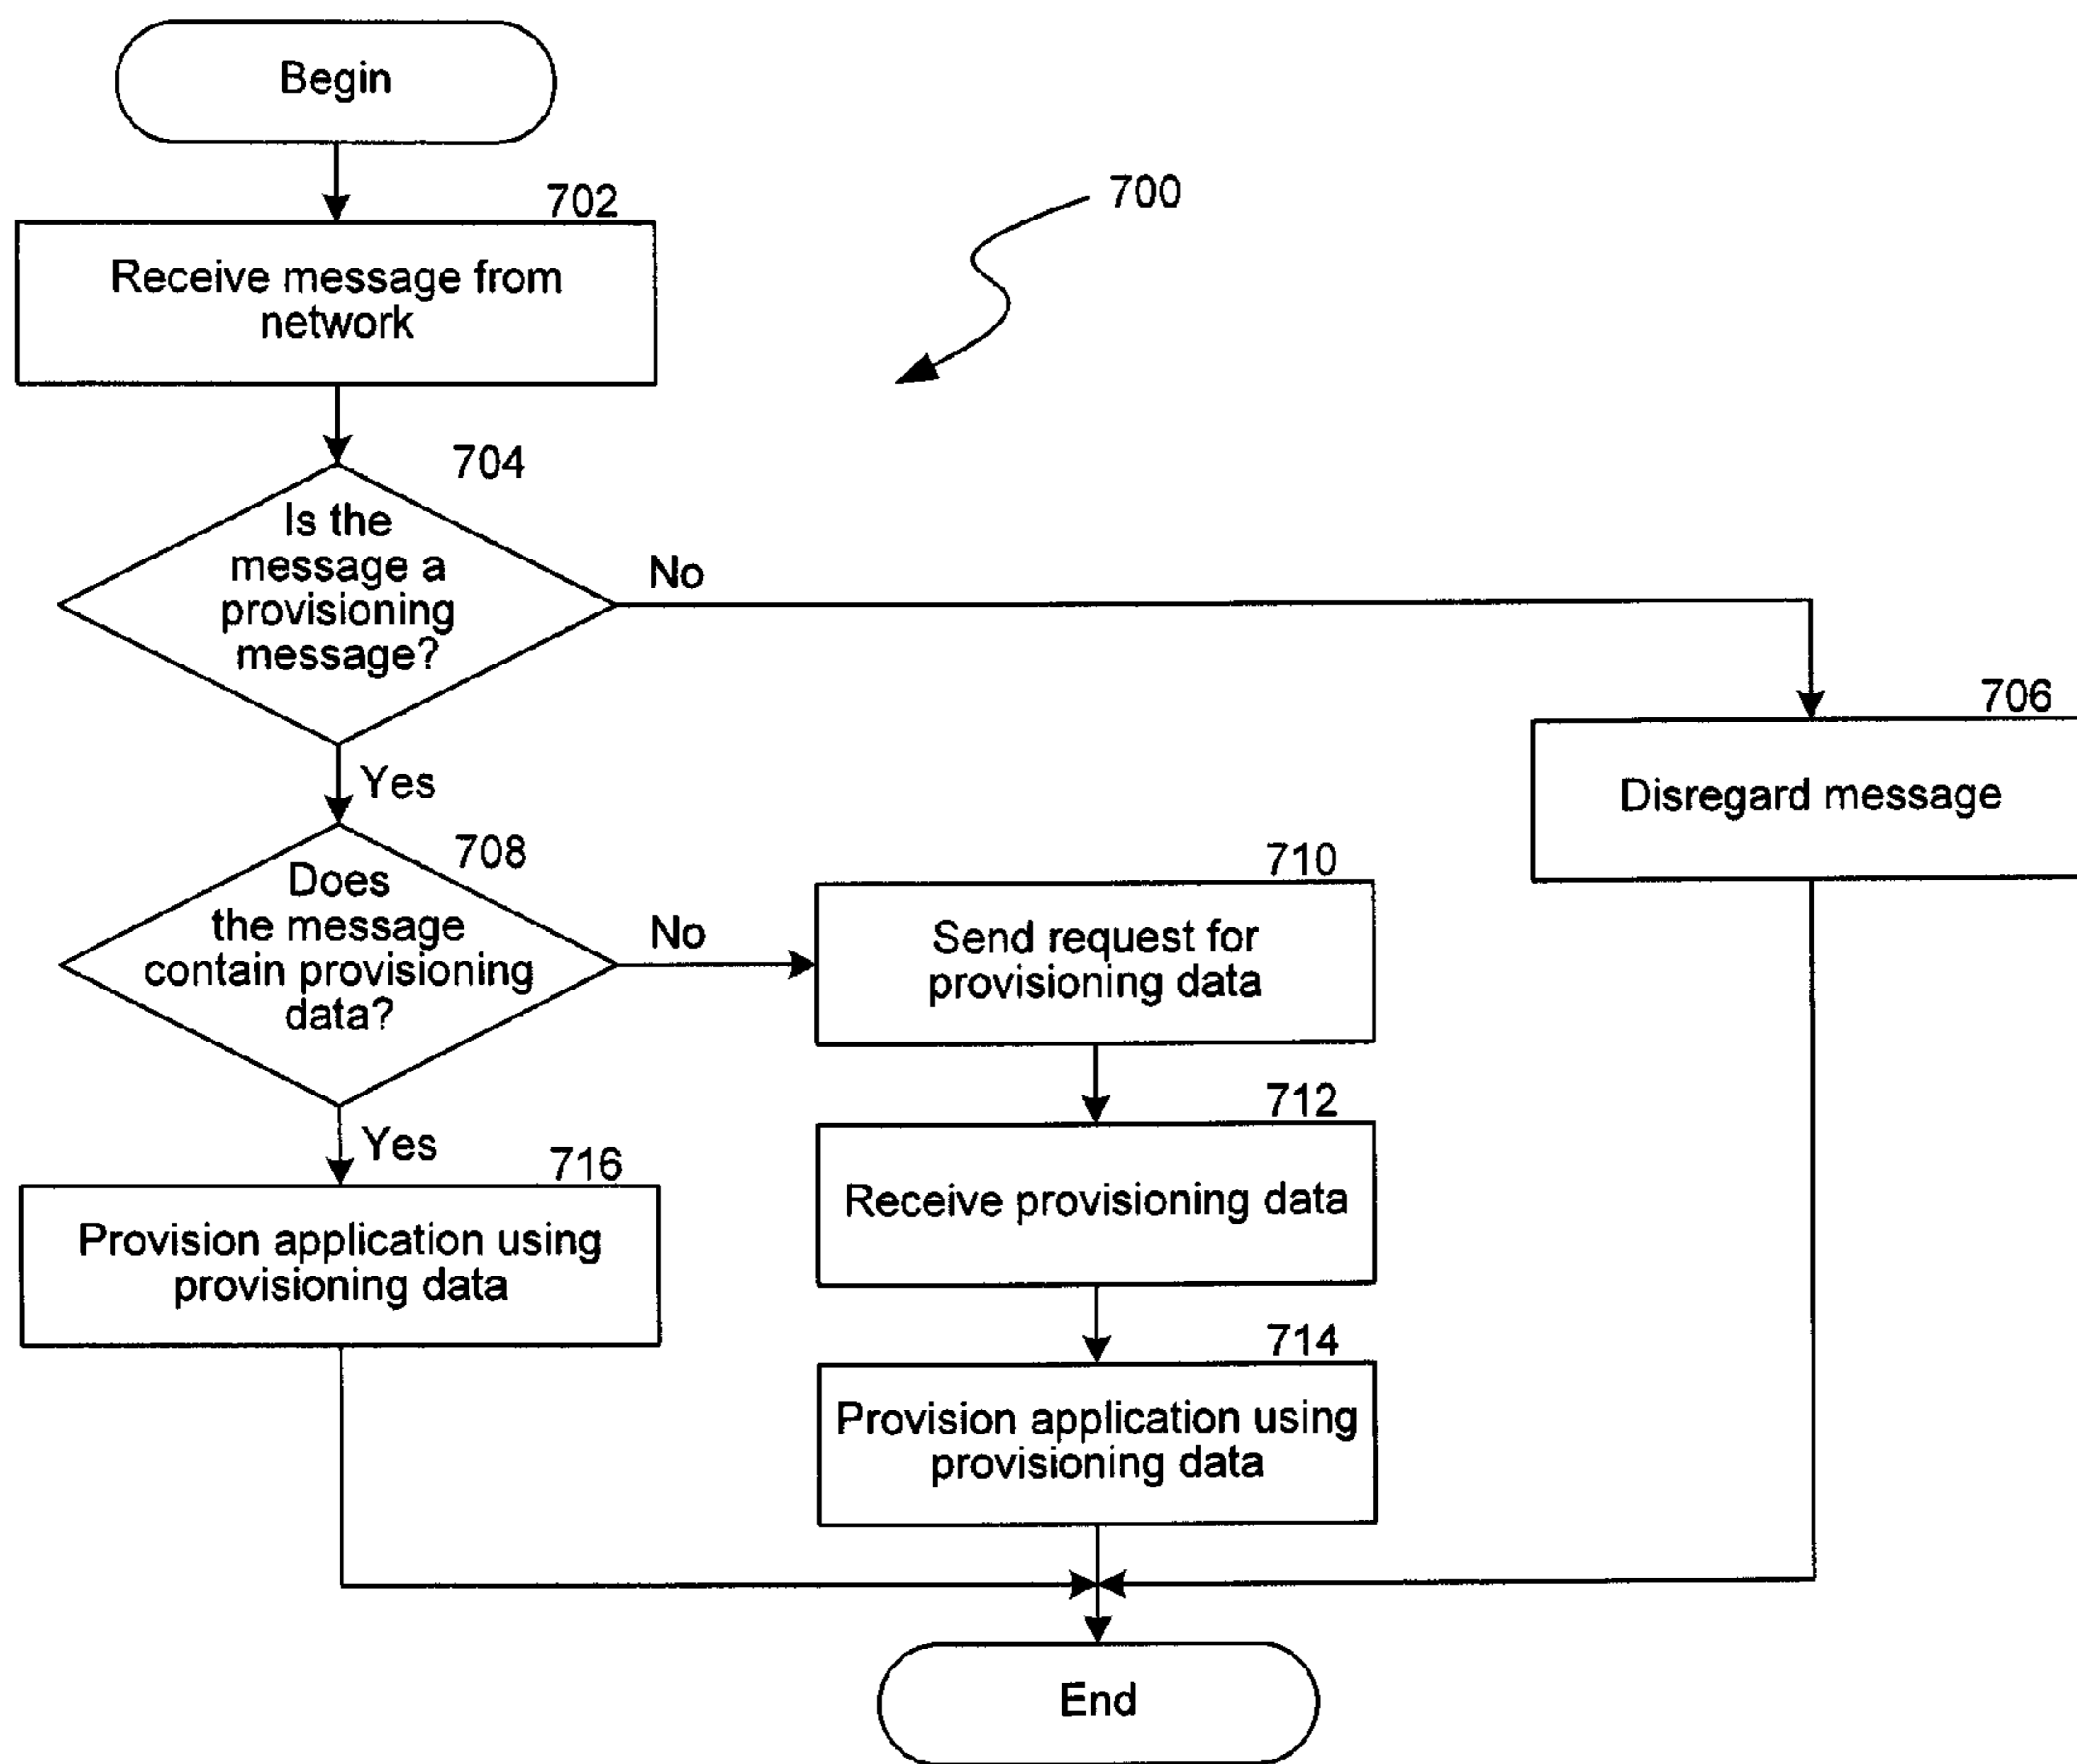 Begin
700
702
Receive message from
network
704
Is the
message a
provisioning
message?
No
Yes
706
Disregard message
708
Does
the message
contain provisioning
data?
No
Yes
710
Send request for
provisioning data
712
Receive provisioning data
716
Provision application using
provisioning data
714
Provision application using
provisioning data
End